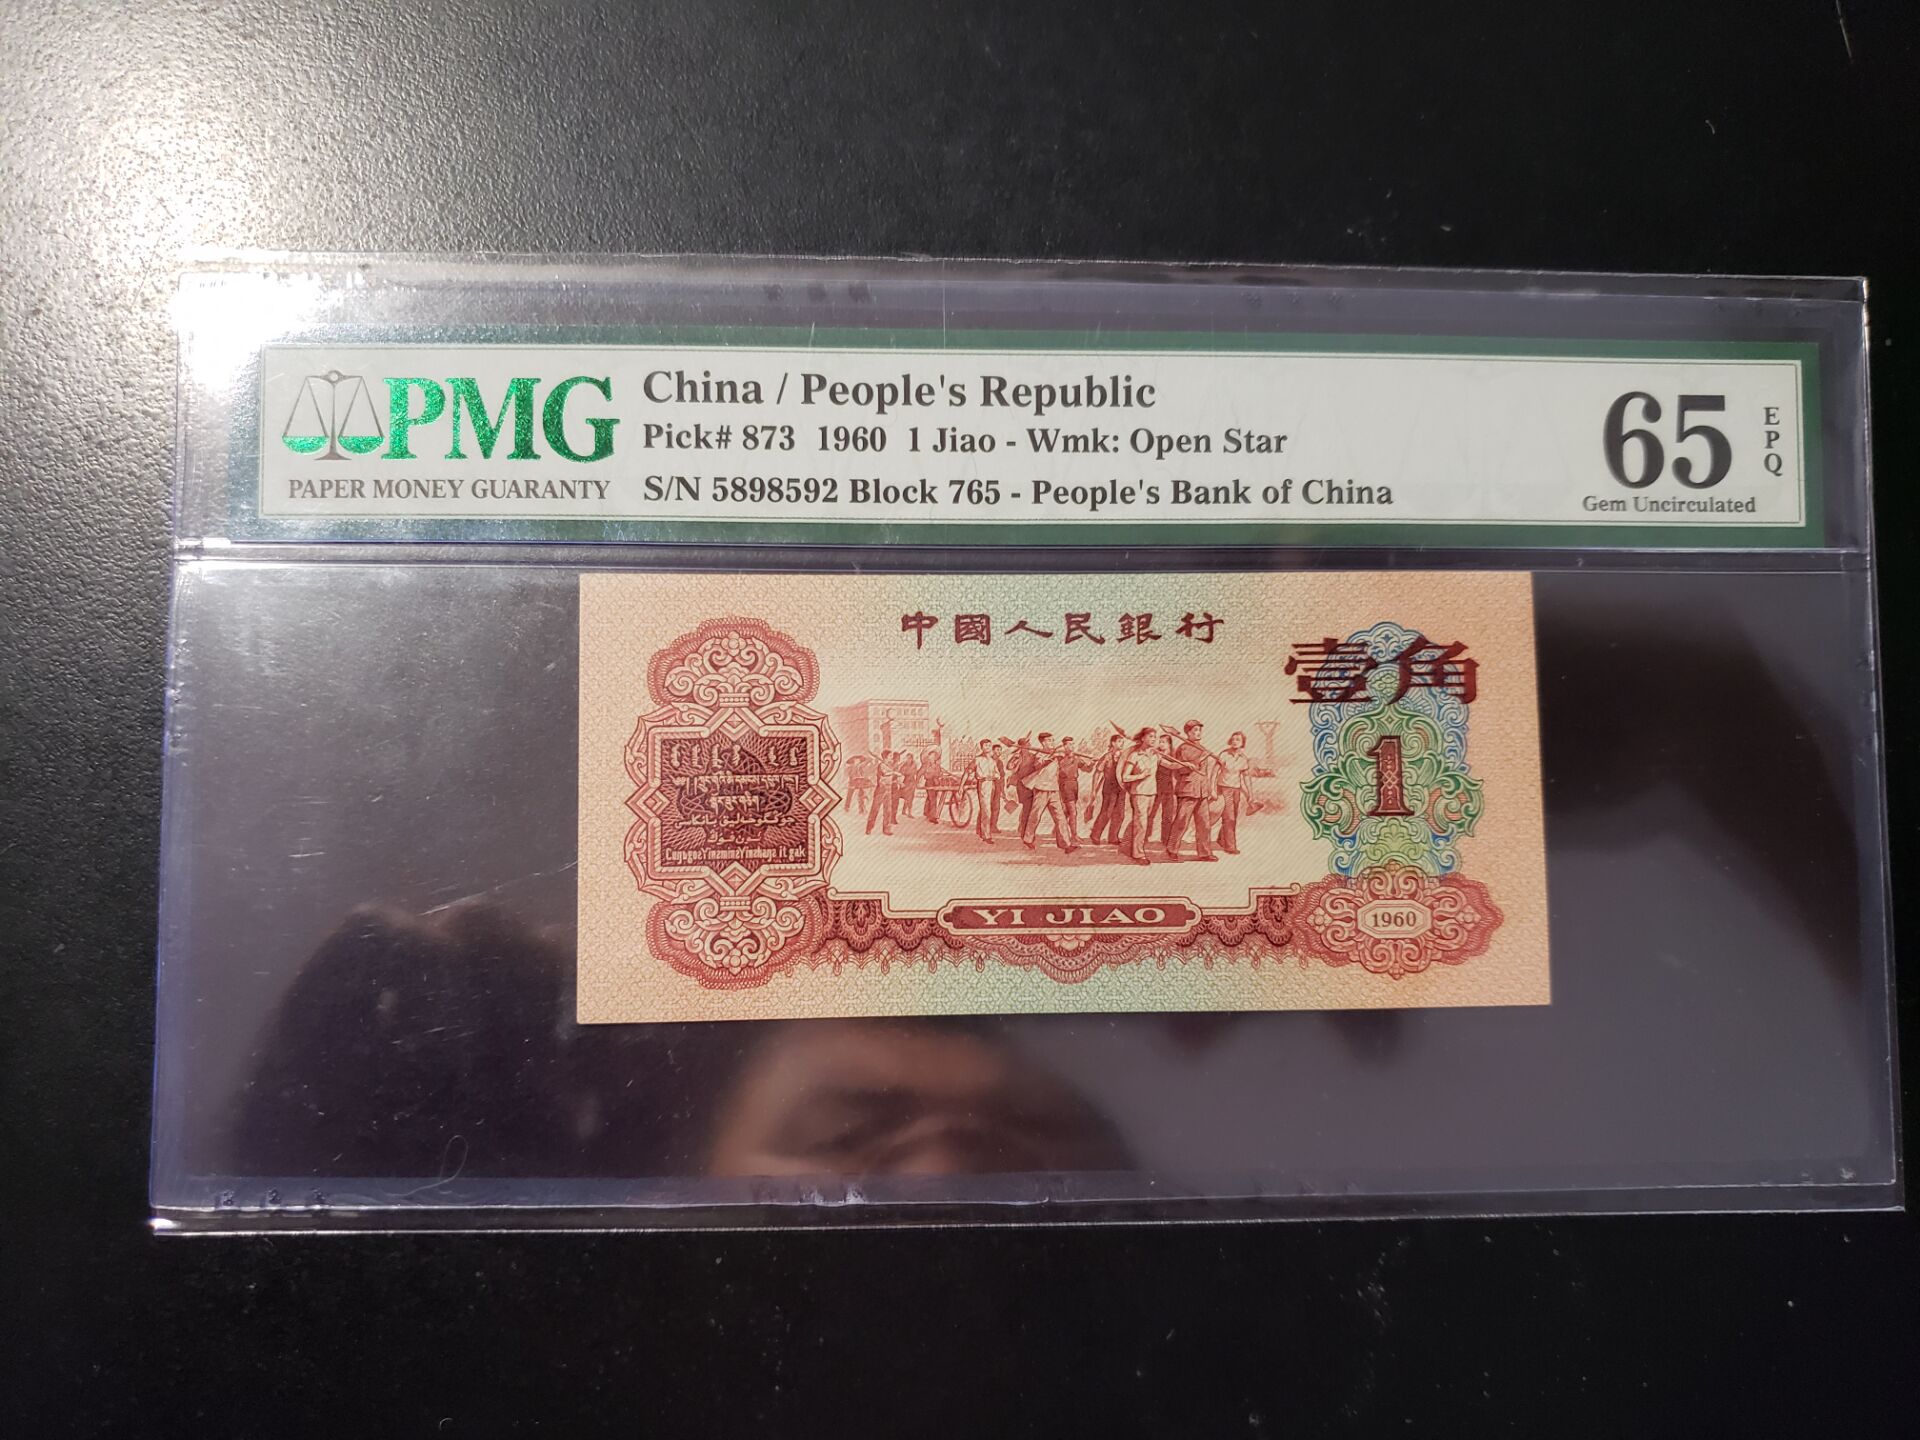 PMG
PAPER MONEY GUARANTY
China / People's Republic
Pick# 873 1960 1 Jiao - Wmk: Open Star
S/N 5898592 Block 765 - People's Bank of China
65
EPQ
Gem Uncirculated
中國人民銀行
壹角
1
YI JIAO
1960